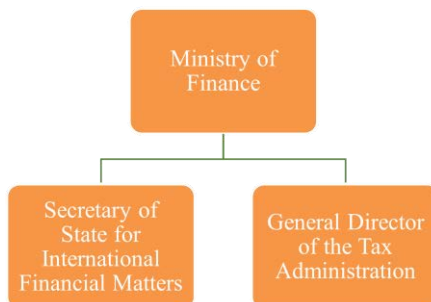 Ministry of
Finance
Secretary of
State for
International
Financial Matters
General Director
of the Tax
Administration